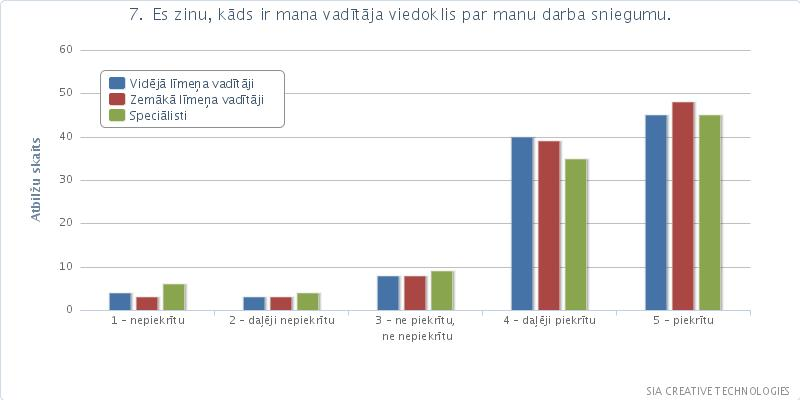 7. Es zinu, kāds ir mana vadītāja viedoklis par manu darba sniegumu.
60
50
40
30
20
10
0
Atbilžu skaits
Vidējā līmeņa vadītāji
Zemākā līmeņa vadītāji
Speciālisti
1 - nepiekrītu
2 - daļēji nepiekrītu
3 - ne piekrītu,
ne nepiekrītu
4 - daļēji piekrītu
5 - piekrītu
SIA CREATIVE TECHNOLOGIES